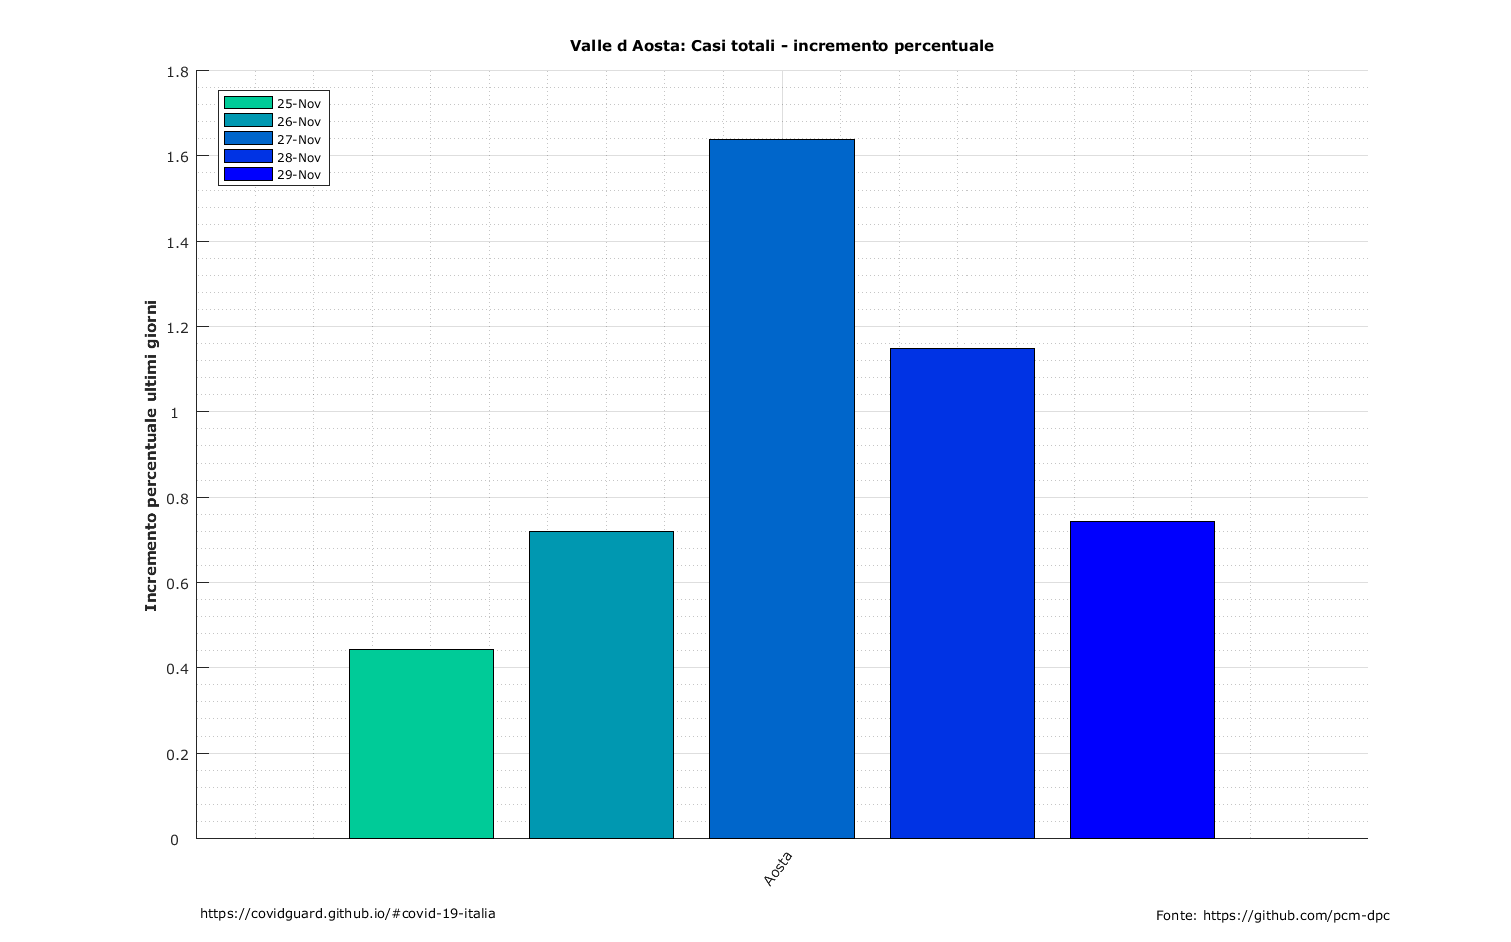 Valle d Aosta: Casi totali - incremento percentuale
1.8
1.6
1.4
1.2
1
0.8
0.6
0.4
0.2
0
25-Nov
26-Nov
27-Nov
28-Nov
29-Nov
Incremento percentuale ultimi giorni
Aosta
https://covidguard.github.io/#covid-19-italia
Fonte: https://github.com/pcm-dpc